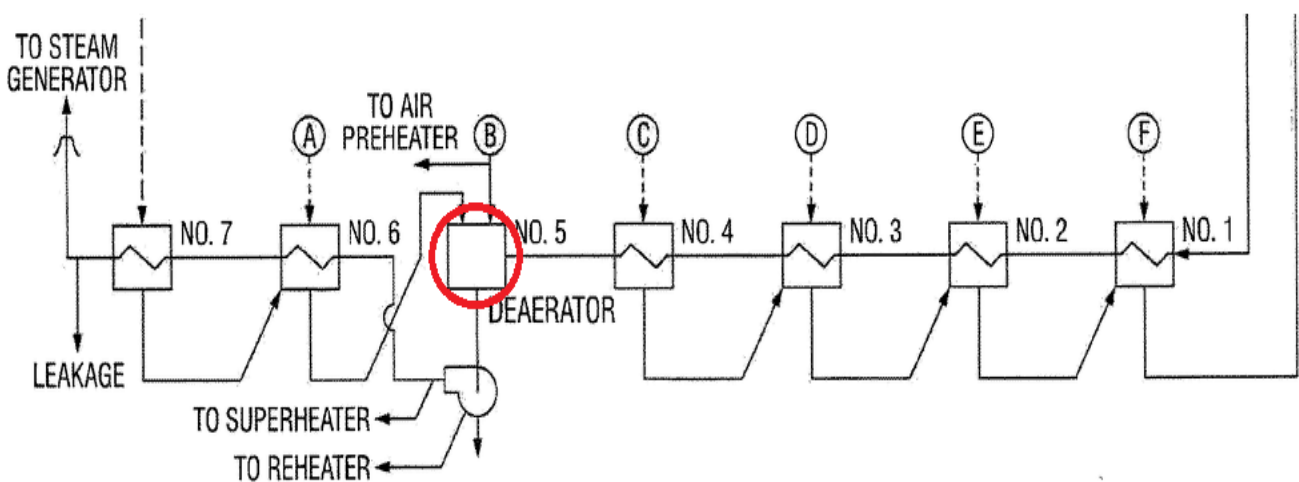 TO STEAM
GENERATOR
TO AIR
PREHEATER
A
B
C
D
E
F
NO. 7
NO. 6
NO. 5
NO. 4
NO. 3
NO. 2
NO. 1
DEAERATOR
LEAKAGE
TO SUPERHEATER
TO REHEATER